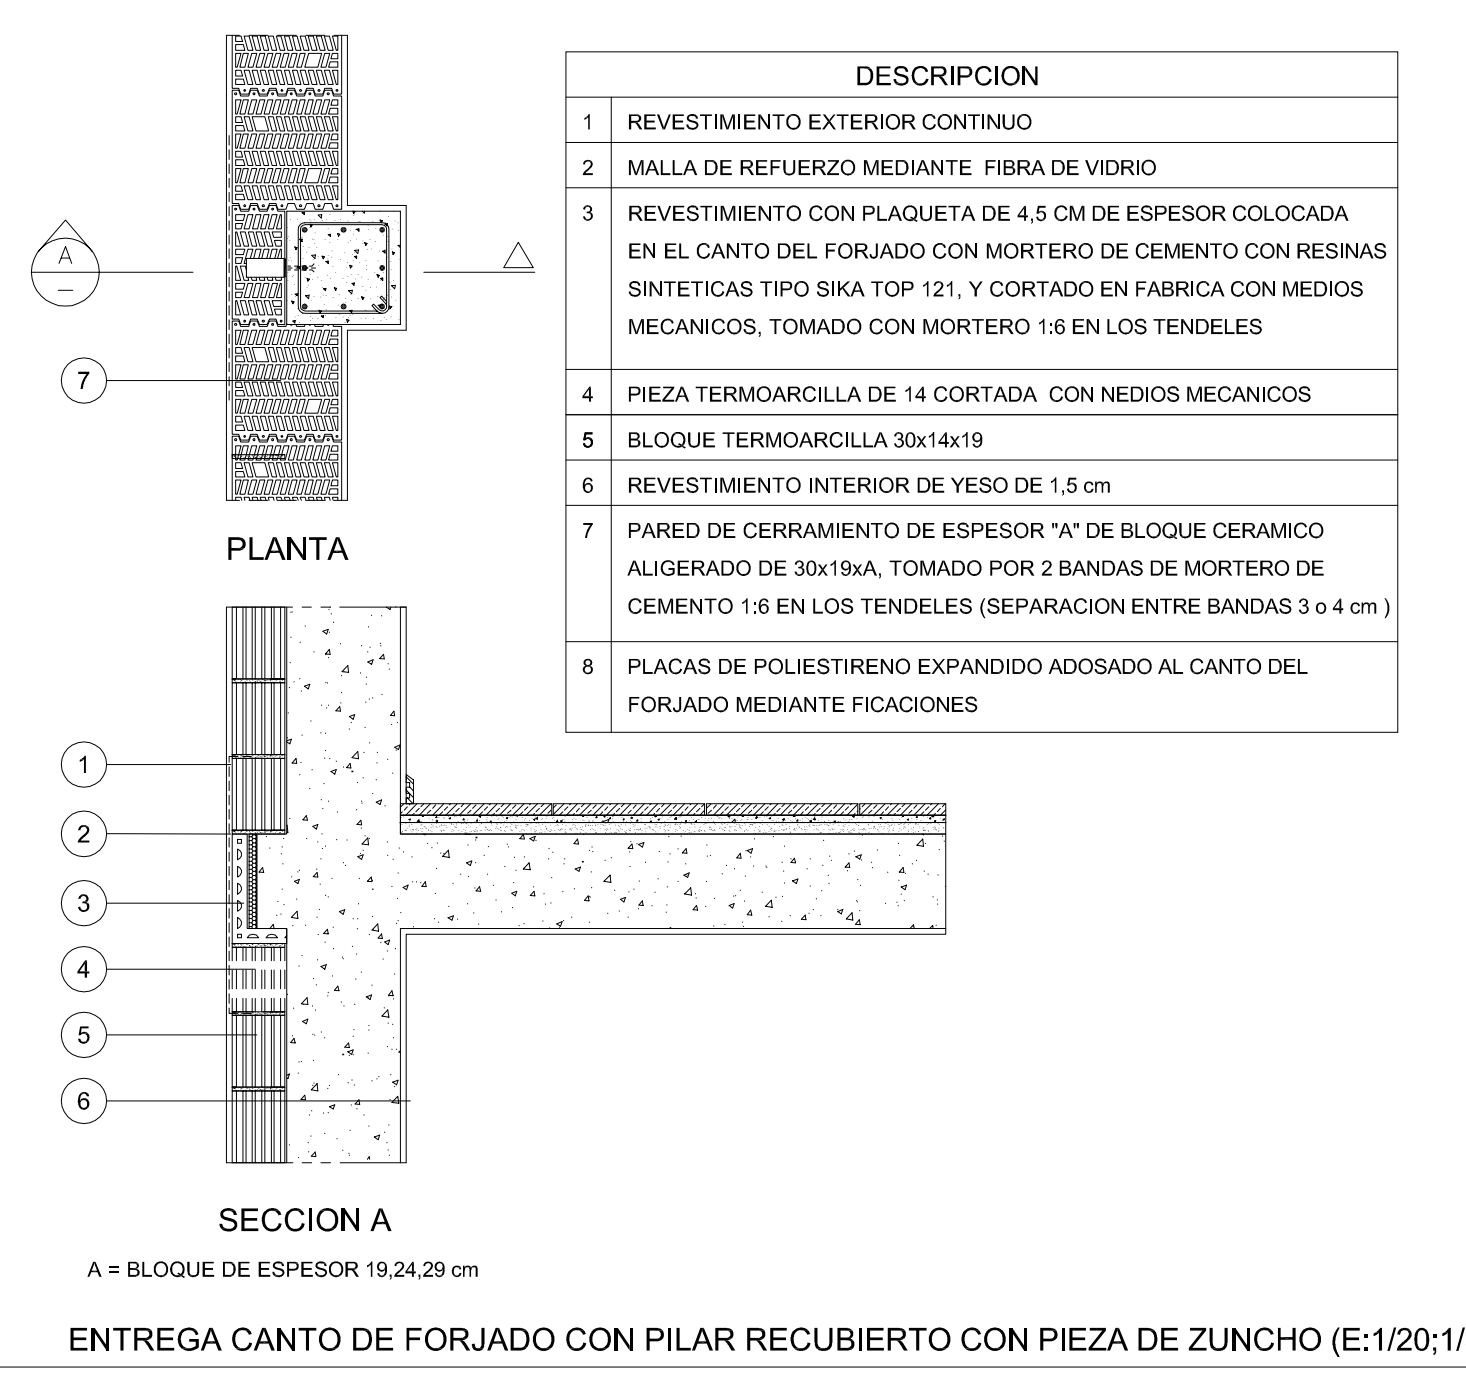 DESCRIPCION
1 REVESTIMIENTO EXTERIOR CONTINUO
2 MALLA DE REFUERZO MEDIANTE FIBRA DE VIDRIO
3 REVESTIMIENTO CON PLAQUETA DE 4,5 CM DE ESPESOR COLOCADA
EN EL CANTO DEL FORJADO CON MORTERO DE CEMENTO CON RESINAS
SINTETICAS TIPO SIKA TOP 121, Y CORTADO EN FABRICA CON MEDIOS
MECANICOS, TOMADO CON MORTERO 1:6 EN LOS TENDELES
4 PIEZA TERMOARCILLA DE 14 CORTADA CON NEDIOS MECANICOS
5 BLOQUE TERMOARCILLA 30x14x19
6 REVESTIMIENTO INTERIOR DE YESO DE 1,5 cm
7 PARED DE CERRAMIENTO DE ESPESOR "A" DE BLOQUE CERAMICO
ALIGERADO DE 30x19xA, TOMADO POR 2 BANDAS DE MORTERO DE
CEMENTO 1:6 EN LOS TENDELES (SEPARACION ENTRE BANDAS 3 o 4 cm )
8 PLACAS DE POLIESTIRENO EXPANDIDO ADOSADO AL CANTO DEL
FORJADO MEDIANTE FICACIONES
A
–
7
PLANTA
1
2
3
4
5
6
SECCION A
A = BLOQUE DE ESPESOR 19,24,29 cm
ENTREGA CANTO DE FORJADO CON PILAR RECUBIERTO CON PIEZA DE ZUNCHO (E:1/20;1/